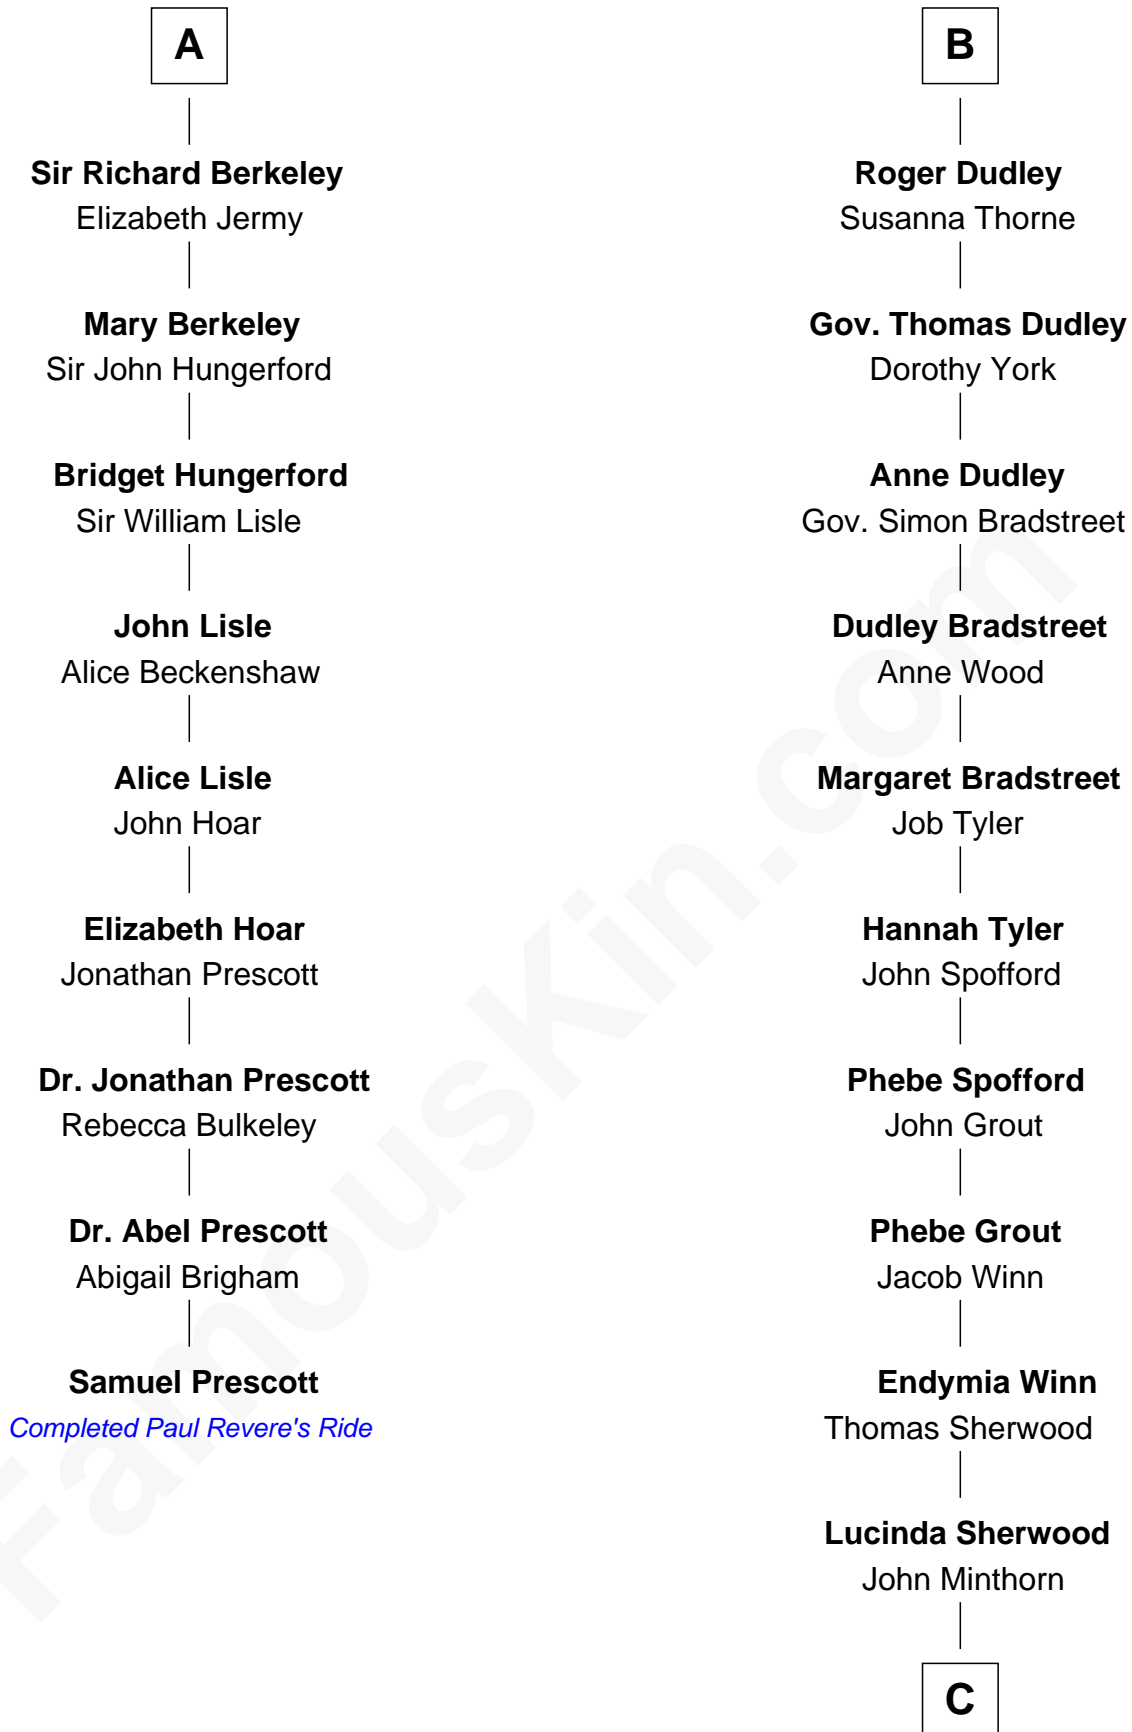 A
Sir Richard Berkeley
Elizabeth Jermy
Mary Berkeley
Sir John Hungerford
Bridget Hungerford
Sir William Lisle
John Lisle
Alice Beckenshaw
Alice Lisle
John Hoar
Elizabeth Hoar
Jonathan Prescott
Dr. Jonathan Prescott
Rebecca Bulkeley
Dr. Abel Prescott
Abigail Brigham
Samuel Prescott
Completed Paul Revere's Ride
B
Roger Dudley
Susanna Thorne
Gov. Thomas Dudley
Dorothy York
Anne Dudley
Gov. Simon Bradstreet
Dudley Bradstreet
Anne Wood
Margaret Bradstreet
Job Tyler
Hannah Tyler
John Spofford
Phebe Spofford
John Grout
Phebe Grout
Jacob Winn
Endymia Winn
Thomas Sherwood
Lucinda Sherwood
John Minthorn
C
FamousKin.com